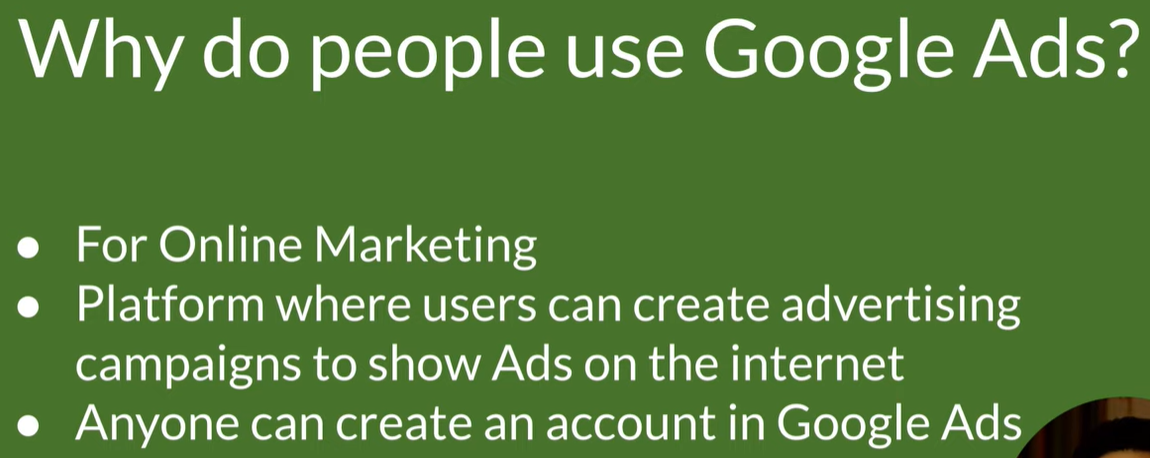 Why do people use Google Ads?
● For Online Marketing
● Platform where users can create advertising
campaigns to show Ads on the internet
● Anyone can create an account in Google Ads